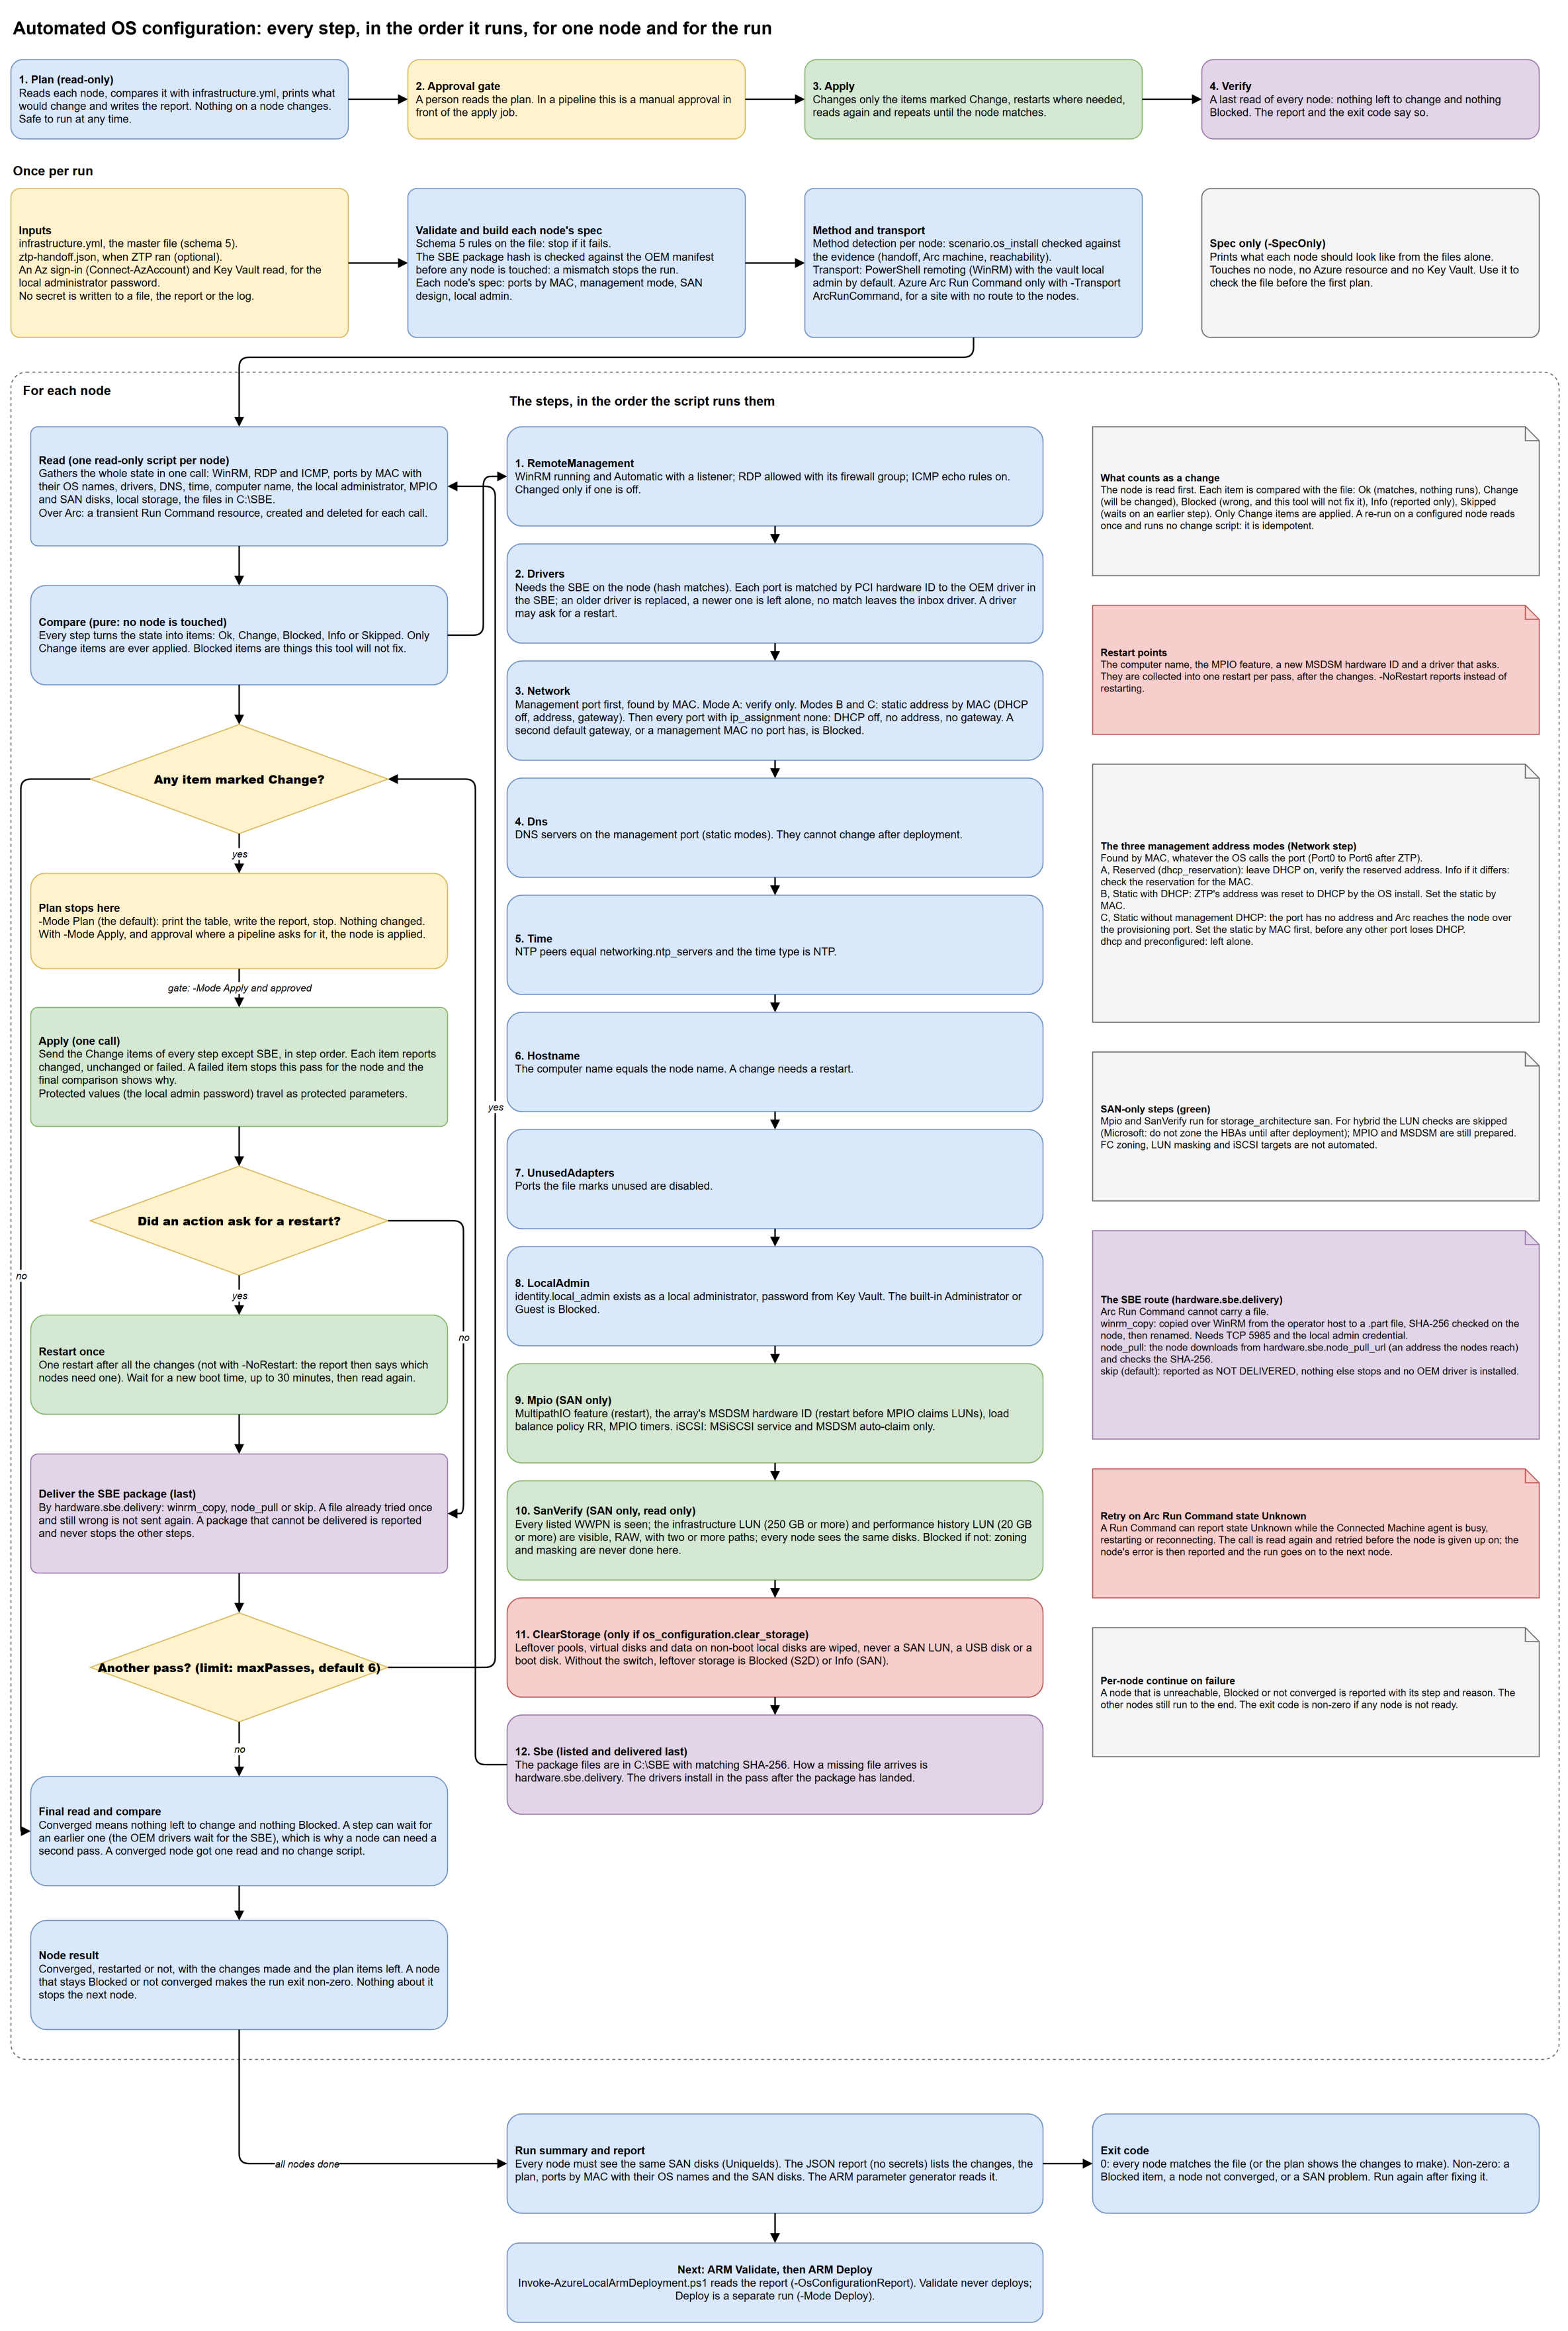 Automated OS configuration: every step, in the order it runs, for one node and for the run
1. Plan (read-only)
Reads each node, compares it with infrastructure.yml, prints what
would change and writes the report. Nothing on a node changes.
Safe to run at any time.
2. Approval gate
A person reads the plan. In a pipeline this is a manual approval in
front of the apply job.
3. Apply
Changes only the items marked Change, restarts where needed,
reads again and repeats until the node matches.
4. Verify
A last read of every node: nothing left to change and nothing
Blocked. The report and the exit code say so.
Once per run
Inputs
infrastructure.yml, the master file (schema 5).
ztp-handoff.json, when ZTP ran (optional).
An Az sign-in (Connect-AzAccount) and Key Vault read, for the
local administrator password.
No secret is written to a file, the report or the log.
Validate and build each node's spec
Schema 5 rules on the file: stop if it fails.
The SBE package hash is checked against the OEM manifest
before any node is touched: a mismatch stops the run.
Each node's spec: ports by MAC, management mode, SAN
design, local admin.
Method and transport
Method detection per node: scenario.os_install checked against
the evidence (handoff, Arc machine, reachability).
Transport: PowerShell remoting (WinRM) with the vault local
admin by default. Azure Arc Run Command only with -Transport
ArcRunCommand, for a site with no route to the nodes.
Spec only (-SpecOnly)
Prints what each node should look like from the files alone.
Touches no node, no Azure resource and no Key Vault. Use it to
check the file before the first plan.
For each node
Read (one read-only script per node)
Gathers the whole state in one call: WinRM, RDP and ICMP, ports by MAC with
their OS names, drivers, DNS, time, computer name, the local administrator, MPIO
and SAN disks, local storage, the files in C:\SBE.
Over Arc: a transient Run Command resource, created and deleted for each call.
Compare (pure: no node is touched)
Every step turns the state into items: Ok, Change, Blocked, Info or Skipped. Only
Change items are ever applied. Blocked items are things this tool will not fix.
Any item marked Change?
yes
Plan stops here
-Mode Plan (the default): print the table, write the report, stop. Nothing changed.
With -Mode Apply, and approval where a pipeline asks for it, the node is applied.
gate: -Mode Apply and approved
Apply (one call)
Send the Change items of every step except SBE, in step order. Each item reports
changed, unchanged or failed. A failed item stops this pass for the node and the
final comparison shows why.
Protected values (the local admin password) travel as protected parameters.
yes
Did an action ask for a restart?
no
yes
Restart once
One restart after all the changes (not with -NoRestart: the report then says which
nodes need one). Wait for a new boot time, up to 30 minutes, then read again.
no
Deliver the SBE package (last)
By hardware.sbe.delivery: winrm_copy, node_pull or skip. A file already tried once
and still wrong is not sent again. A package that cannot be delivered is reported
and never stops the other steps.
Another pass? (limit: maxPasses, default 6)
no
Final read and compare
Converged means nothing left to change and nothing Blocked. A step can wait for
an earlier one (the OEM drivers wait for the SBE), which is why a node can need a
second pass. A converged node got one read and no change script.
Node result
Converged, restarted or not, with the changes made and the plan items left. A node
that stays Blocked or not converged makes the run exit non-zero. Nothing about it
stops the next node.
The steps, in the order the script runs them
1. RemoteManagement
WinRM running and Automatic with a listener; RDP allowed with its firewall group; ICMP echo rules on.
Changed only if one is off.
2. Drivers
Needs the SBE on the node (hash matches). Each port is matched by PCI hardware ID to the OEM driver in
the SBE; an older driver is replaced, a newer one is left alone, no match leaves the inbox driver. A driver
may ask for a restart.
3. Network
Management port first, found by MAC. Mode A: verify only. Modes B and C: static address by MAC (DHCP
off, address, gateway). Then every port with ip_assignment none: DHCP off, no address, no gateway. A
second default gateway, or a management MAC no port has, is Blocked.
4. Dns
DNS servers on the management port (static modes). They cannot change after deployment.
5. Time
NTP peers equal networking.ntp_servers and the time type is NTP.
6. Hostname
The computer name equals the node name. A change needs a restart.
7. UnusedAdapters
Ports the file marks unused are disabled.
8. LocalAdmin
identity.local_admin exists as a local administrator, password from Key Vault. The built-in Administrator or
Guest is Blocked.
9. Mpio (SAN only)
MultipathIO feature (restart), the array's MSDSM hardware ID (restart before MPIO claims LUNs), load
balance policy RR, MPIO timers. iSCSI: MSiSCSI service and MSDSM auto-claim only.
10. SanVerify (SAN only, read only)
Every listed WWPN is seen; the infrastructure LUN (250 GB or more) and performance history LUN (20 GB
or more) are visible, RAW, with two or more paths; every node sees the same disks. Blocked if not: zoning
and masking are never done here.
11. ClearStorage (only if os_configuration.clear_storage)
Leftover pools, virtual disks and data on non-boot local disks are wiped, never a SAN LUN, a USB disk or a
boot disk. Without the switch, leftover storage is Blocked (S2D) or Info (SAN).
12. Sbe (listed and delivered last)
The package files are in C:\SBE with matching SHA-256. How a missing file arrives is
hardware.sbe.delivery. The drivers install in the pass after the package has landed.
What counts as a change
The node is read first. Each item is compared with the file: Ok (matches, nothing runs), Change
(will be changed), Blocked (wrong, and this tool will not fix it), Info (reported only), Skipped
(waits on an earlier step). Only Change items are applied. A re-run on a configured node reads
once and runs no change script: it is idempotent.
Restart points
The computer name, the MPIO feature, a new MSDSM hardware ID and a driver that asks.
They are collected into one restart per pass, after the changes. -NoRestart reports instead of
restarting.
The three management address modes (Network step)
Found by MAC, whatever the OS calls the port (Port0 to Port6 after ZTP).
A, Reserved (dhcp_reservation): leave DHCP on, verify the reserved address. Info if it differs:
check the reservation for the MAC.
B, Static with DHCP: ZTP's address was reset to DHCP by the OS install. Set the static by
MAC.
C, Static without management DHCP: the port has no address and Arc reaches the node over
the provisioning port. Set the static by MAC first, before any other port loses DHCP.
dhcp and preconfigured: left alone.
SAN-only steps (green)
Mpio and SanVerify run for storage_architecture san. For hybrid the LUN checks are skipped
(Microsoft: do not zone the HBAs until after deployment); MPIO and MSDSM are still prepared.
FC zoning, LUN masking and iSCSI targets are not automated.
The SBE route (hardware.sbe.delivery)
Arc Run Command cannot carry a file.
winrm_copy: copied over WinRM from the operator host to a .part file, SHA-256 checked on the
node, then renamed. Needs TCP 5985 and the local admin credential.
node_pull: the node downloads from hardware.sbe.node_pull_url (an address the nodes reach)
and checks the SHA-256.
skip (default): reported as NOT DELIVERED, nothing else stops and no OEM driver is installed.
Retry on Arc Run Command state Unknown
A Run Command can report state Unknown while the Connected Machine agent is busy,
restarting or reconnecting. The call is read again and retried before the node is given up on; the
node's error is then reported and the run goes on to the next node.
Per-node continue on failure
A node that is unreachable, Blocked or not converged is reported with its step and reason. The
other nodes still run to the end. The exit code is non-zero if any node is not ready.
all nodes done
Run summary and report
Every node must see the same SAN disks (UniqueIds). The JSON report (no secrets) lists the changes, the
plan, ports by MAC with their OS names and the SAN disks. The ARM parameter generator reads it.
Exit code
0: every node matches the file (or the plan shows the changes to make). Non-zero: a
Blocked item, a node not converged, or a SAN problem. Run again after fixing it.
Next: ARM Validate, then ARM Deploy
Invoke-AzureLocalArmDeployment.ps1 reads the report (-OsConfigurationReport). Validate never deploys;
Deploy is a separate run (-Mode Deploy).